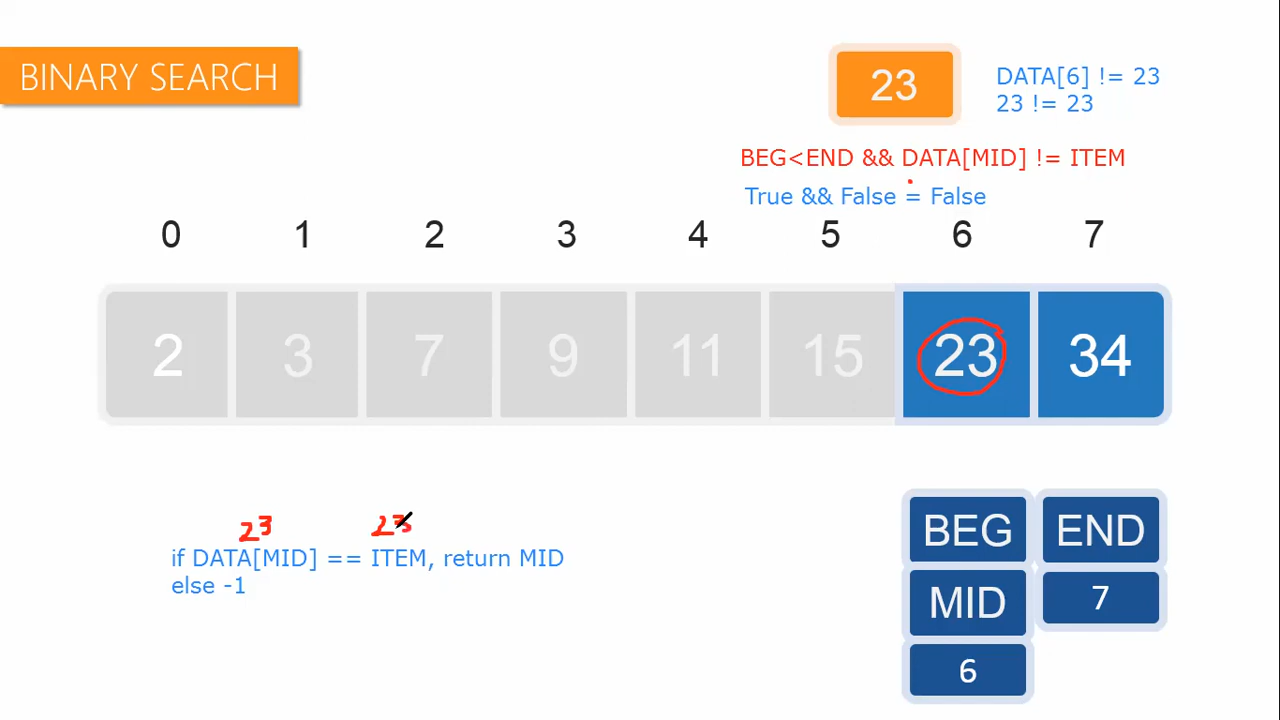 BINARY SEARCH
23
DATA[6] != 23
23 != 23
BEG<END && DATA[MID] != ITEM
True && False = False
0 1 2 3 4 5 6 7
2 3 7 9 11 15 23 34
23 23
if DATA[MID] == ITEM, return MID
else -1
BEG END
MID 7
6